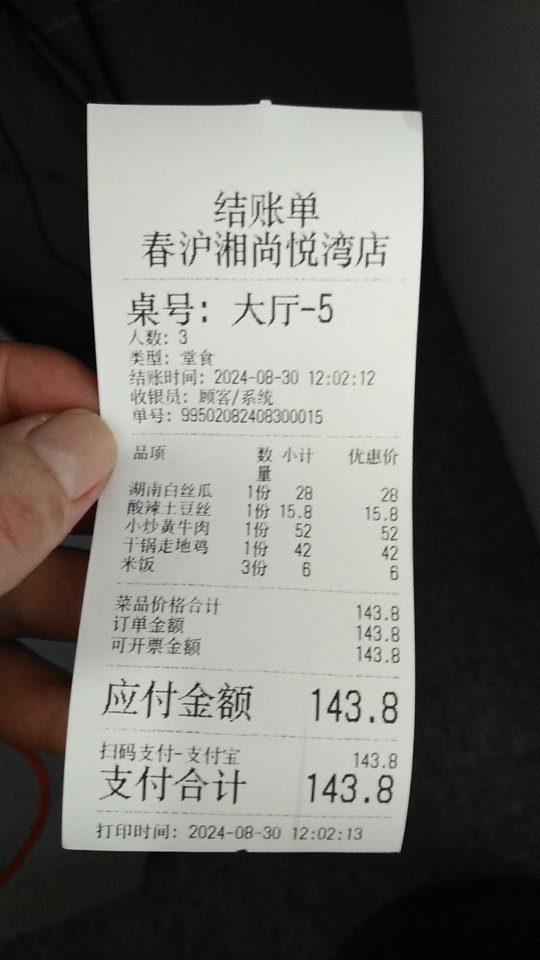 结账单
春沪湘尚悦湾店
桌号: 大厅-5
人数: 3
类型: 堂食
结账时间: 2024-08-30 12:02:12
收银员: 顾客/系统
单号: 99502082408300015
品项 数量 小计 优惠价
湖南白丝瓜 1份 28 28
酸辣土豆丝 1份 15.8 15.8
小炒黄牛肉 1份 52 52
干锅走地鸡 1份 42 42
米饭 3份 6 6
菜品价格合计 143.8
订单金额 143.8
可开票金额 143.8
应付金额 143.8
扫码支付-支付宝 143.8
支付合计 143.8
打印时间: 2024-08-30 12:02:13